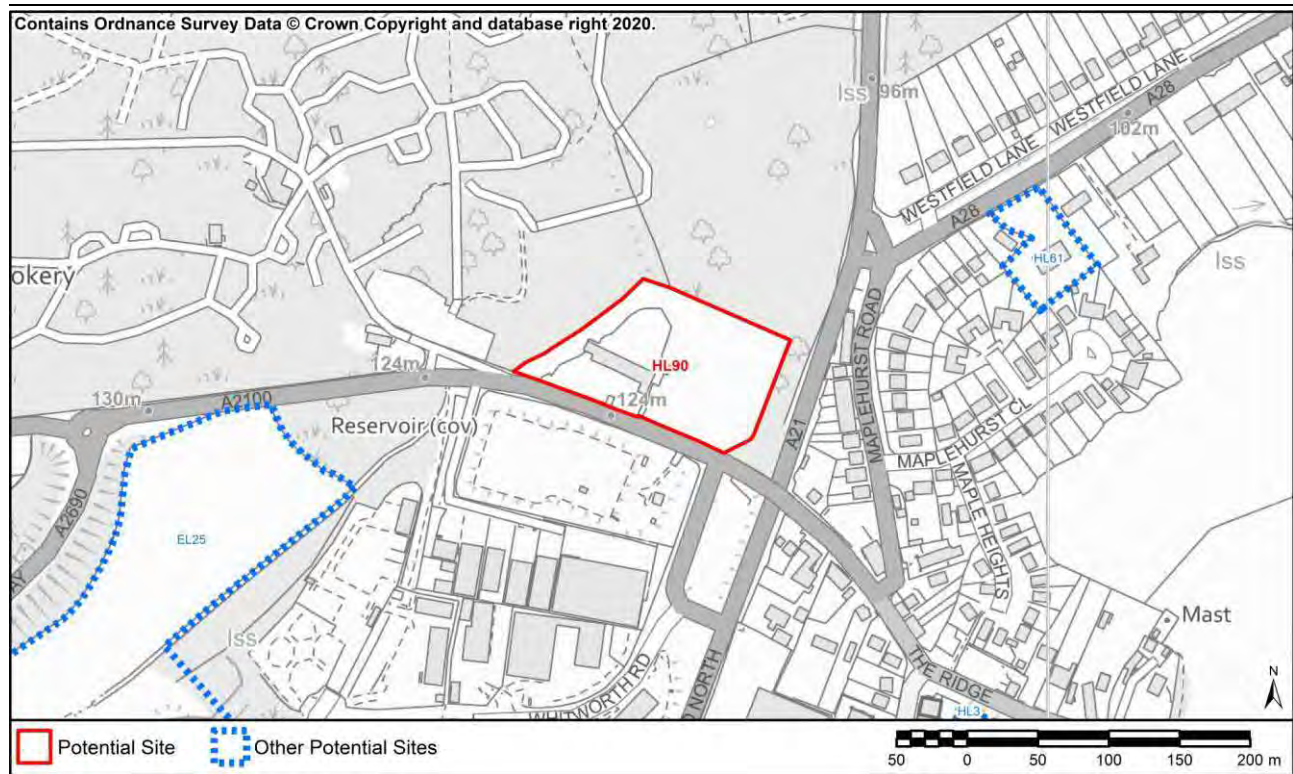 Contains Ordnance Survey Data © Crown Copyright and database right 2020.
Iss
96m
WESTFIELD LANE
WESTFIELD LANE
A28
102m
A28
HL61
Iss
okery
HL90
124m
124m
130m
A2100
Reservoir (cov)
A21
MAPLEHURST ROAD
MAPLEHURST CL
MAPLE HEIGHTS
A2690
EL25
AY
Iss
Mast
WHITWORTH RD
D NORTH
THE RIDGE
HL3
N
Potential Site
Other Potential Sites
50 0 50 100 150 200 m